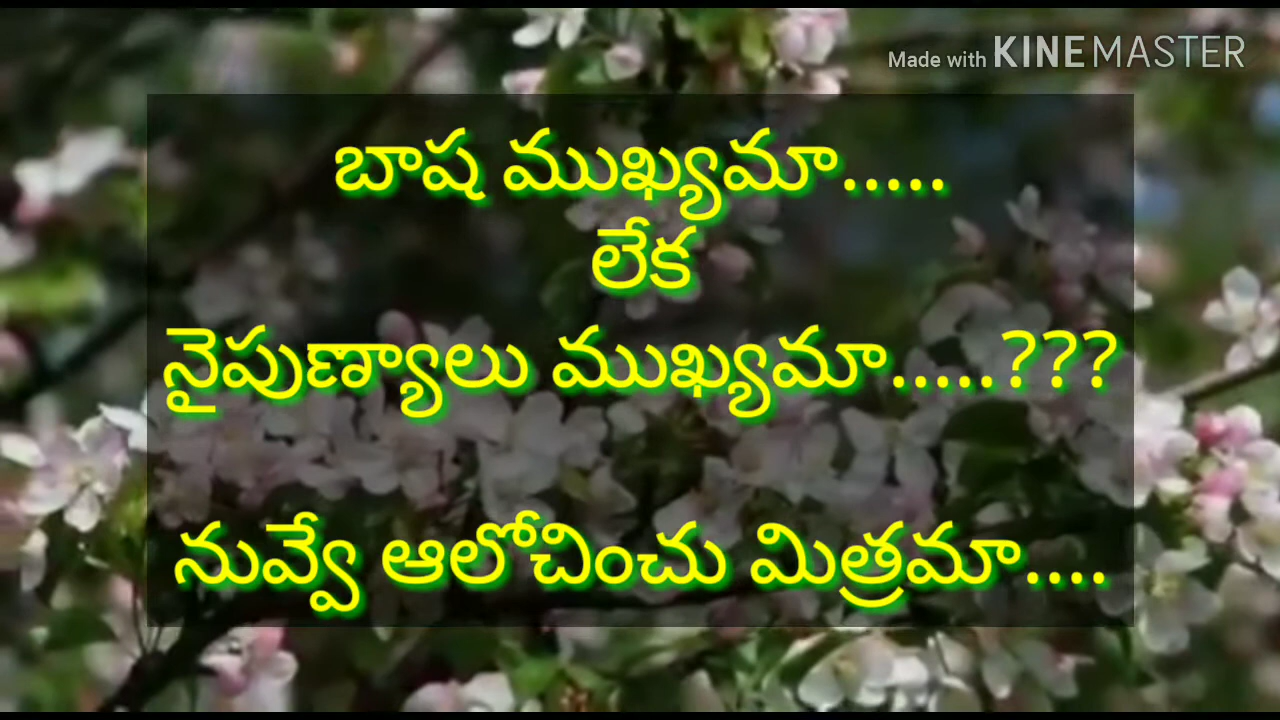 Made with KINEMASTER
బాష ముఖ్యమా.....
లేక
నైపుణ్యాలు ముఖ్యమా.....???
నువ్వే ఆలోచించు మిత్రమా....